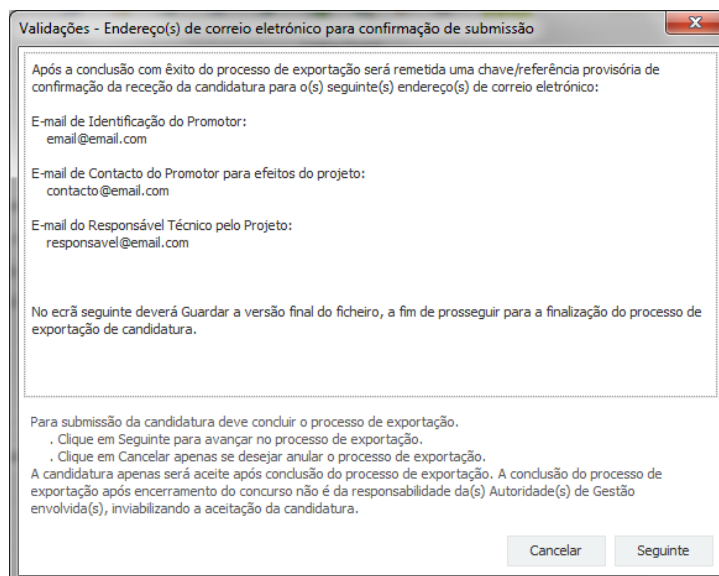 Validações - Endereço(s) de correio eletrónico para confirmação de submissão
x
Após a conclusão com êxito do processo de exportação será remetida uma chave/referência provisória de
confirmação da receção da candidatura para o(s) seguinte(s) endereço(s) de correio eletrónico:
E-mail de Identificação do Promotor:
email@email.com
E-mail de Contacto do Promotor para efeitos do projeto:
contacto@email.com
E-mail do Responsável Técnico pelo Projeto:
responsavel@email.com
No ecrã seguinte deverá Guardar a versão final do ficheiro, a fim de prosseguir para a finalização do processo de
exportação de candidatura.
Para submissão da candidatura deve concluir o processo de exportação.
. Clique em Seguinte para avançar no processo de exportação.
. Clique em Cancelar apenas se desejar anular o processo de exportação.
A candidatura apenas será aceite após conclusão do processo de exportação. A conclusão do processo de
exportação após encerramento do concurso não é da responsabilidade da(s) Autoridade(s) de Gestão
envolvida(s), inviabilizando a aceitação da candidatura.
Cancelar
Seguinte